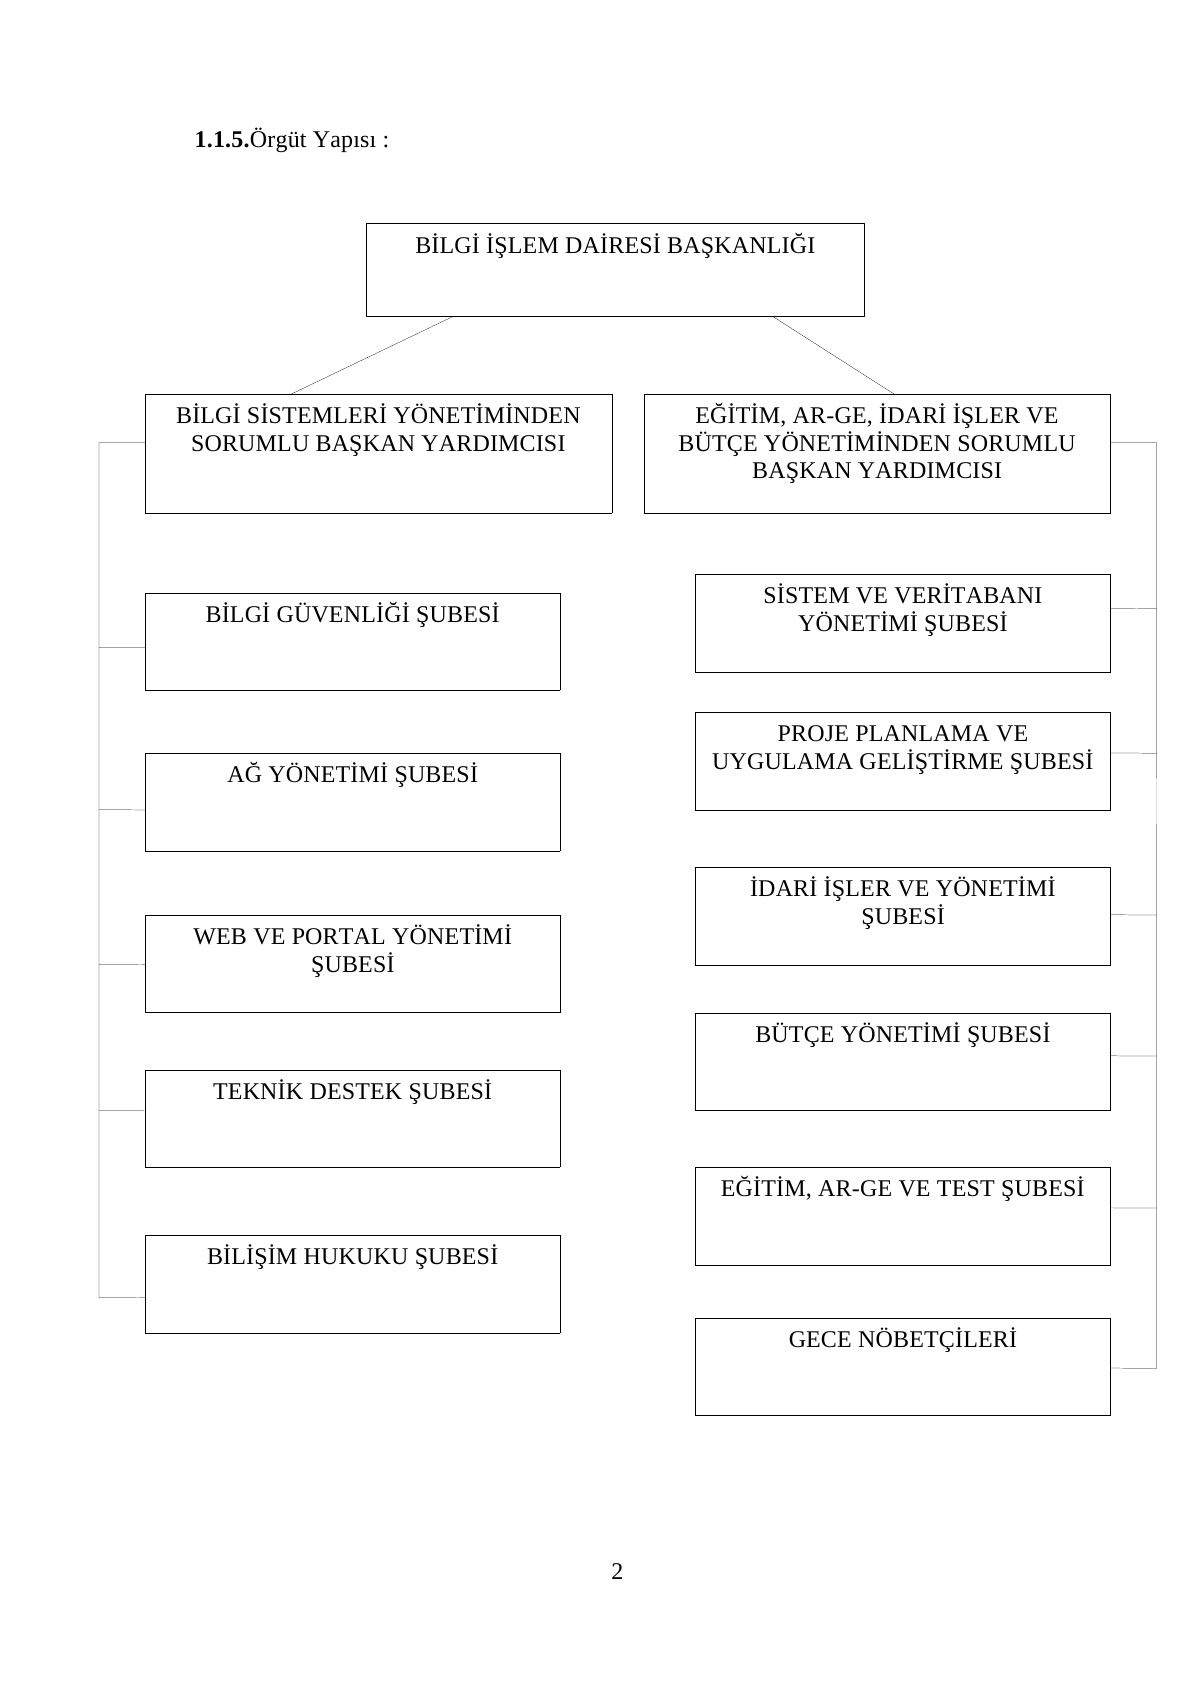 1.1.5.Örgüt Yapısı :
BİLGİ İŞLEM DAİRESİ BAŞKANLIĞI
BİLGİ SİSTEMLERİ YÖNETİMİNDEN
SORUMLU BAŞKAN YARDIMCISI
EĞİTİM, AR-GE, İDARİ İŞLER VE
BÜTÇE YÖNETİMİNDEN SORUMLU
BAŞKAN YARDIMCISI
BİLGİ GÜVENLİĞİ ŞUBESİ
AĞ YÖNETİMİ ŞUBESİ
WEB VE PORTAL YÖNETİMİ
ŞUBESİ
TEKNİK DESTEK ŞUBESİ
BİLİŞİM HUKUKU ŞUBESİ
SİSTEM VE VERİTABANI
YÖNETİMİ ŞUBESİ
PROJE PLANLAMA VE
UYGULAMA GELİŞTİRME ŞUBESİ
İDARİ İŞLER VE YÖNETİMİ
ŞUBESİ
BÜTÇE YÖNETİMİ ŞUBESİ
EĞİTİM, AR-GE VE TEST ŞUBESİ
GECE NÖBETÇİLERİ
2